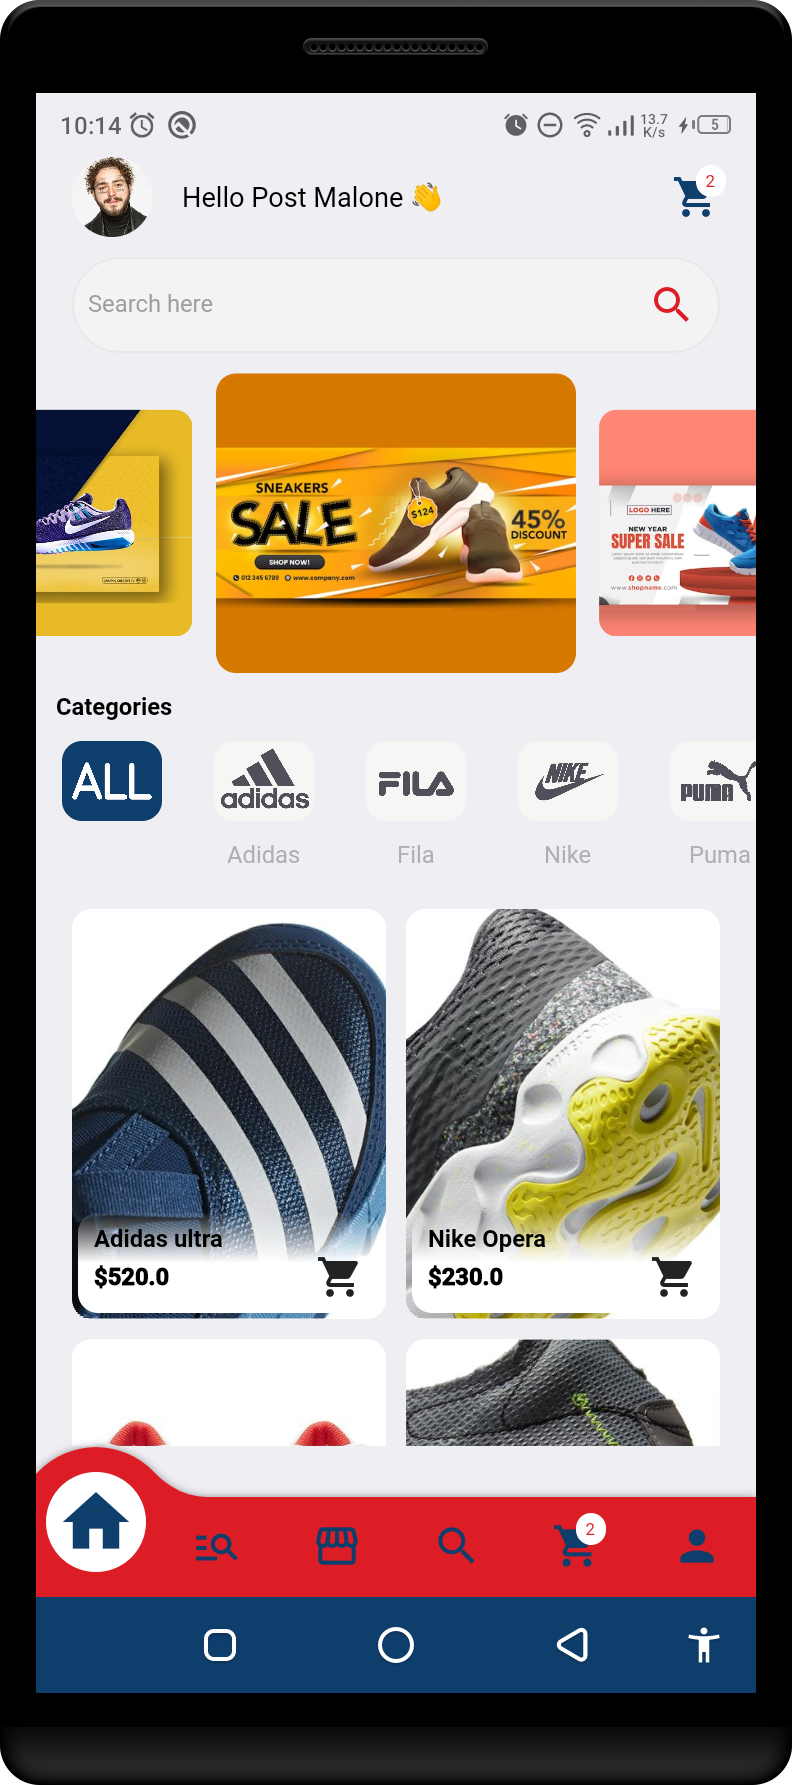 10:14
13.7
K/s
5
Hello Post Malone 👋
2
Search here
SNEAKERS
SALE
SHOP NOW!
012 345 6789 www.company.com
$124
45%
DISCOUNT
LOGO HERE
NEW YEAR
SUPER SALE
www.shopname.com
Categories
ALL
adidas
FILA
NIKE
PUMA
Adidas
Fila
Nike
Puma
Adidas ultra
$520.0
Nike Opera
$230.0
2